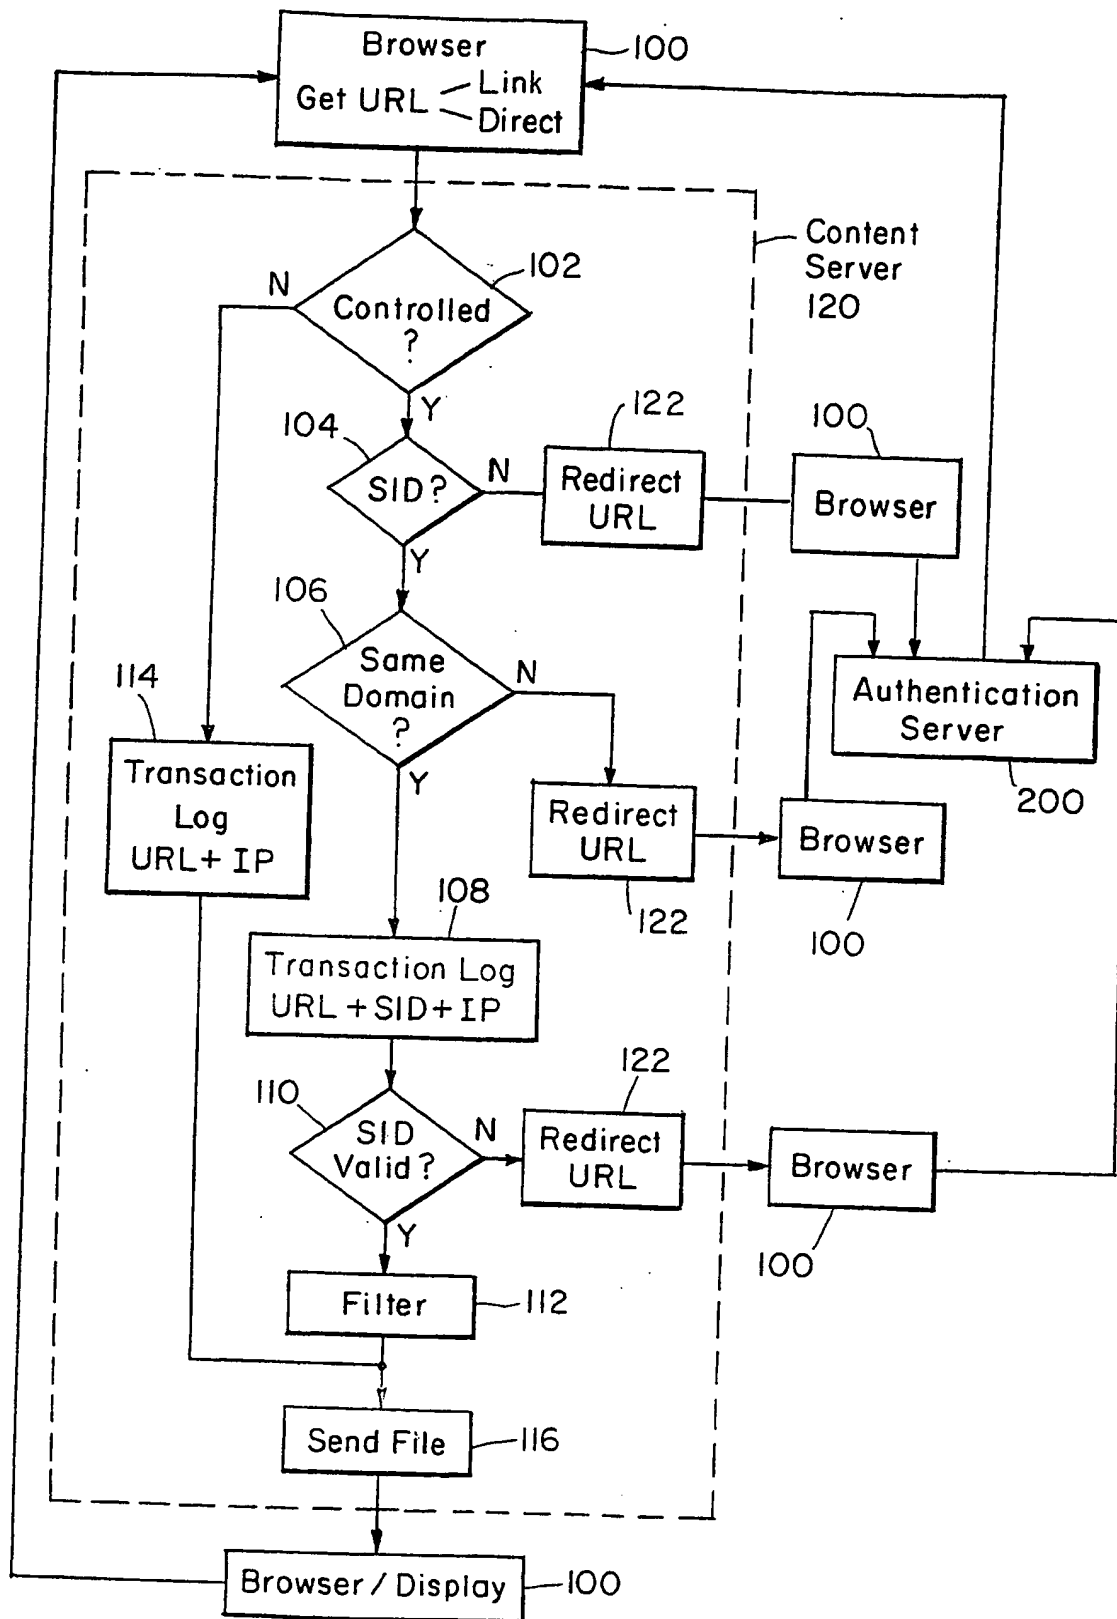 Browser
100
Get URL
Link
Direct
Content
Server
120
102
N
Controlled
?
Y
104
SID?
N
122
Redirect
URL
100
Browser
Y
106
Same
Domain
?
N
Y
Authentication
Server
200
114
Transaction
Log
URL+ IP
Redirect
URL
122
Browser
100
108
Transaction Log
URL+SID+IP
110
SID
Valid?
N
122
Redirect
URL
Browser
100
Y
Filter
112
Send File
116
Browser / Display
100